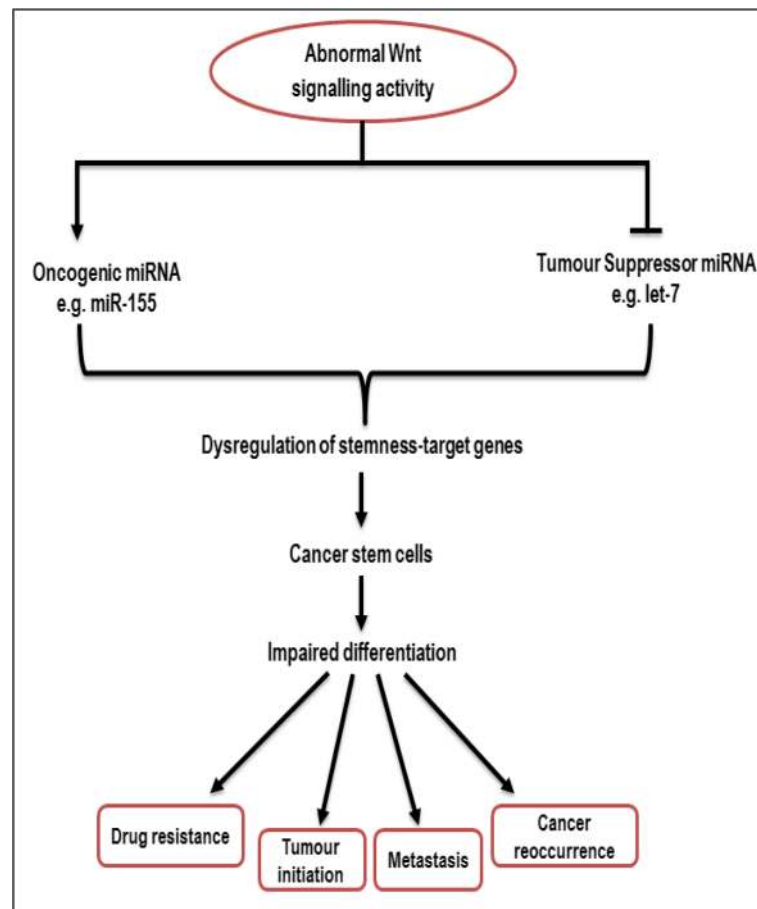 Abnormal Wnt
signalling activity
Oncogenic miRNA
e.g. miR-155
Tumour Suppressor miRNA
e.g. let-7
Dysregulation of stemness-target genes
Cancer stem cells
Impaired differentiation
Drug resistance
Tumour
initiation
Metastasis
Cancer
reoccurrence